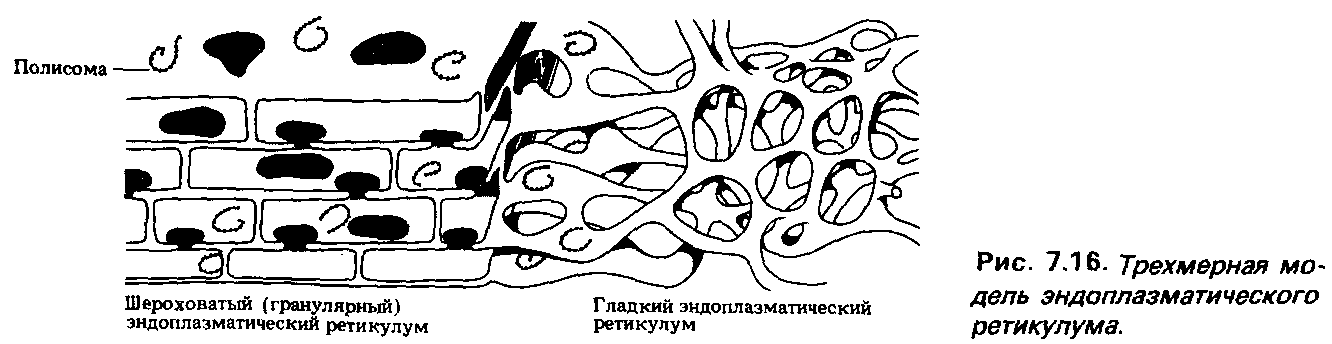 Полисома
Шероховатый (гранулярный)
эндоплазматический ретикулум
Гладкий эндоплазматический
ретикулум
Рис. 7.16. Трехмерная мо-
дель эндоплазматического
ретикулума.